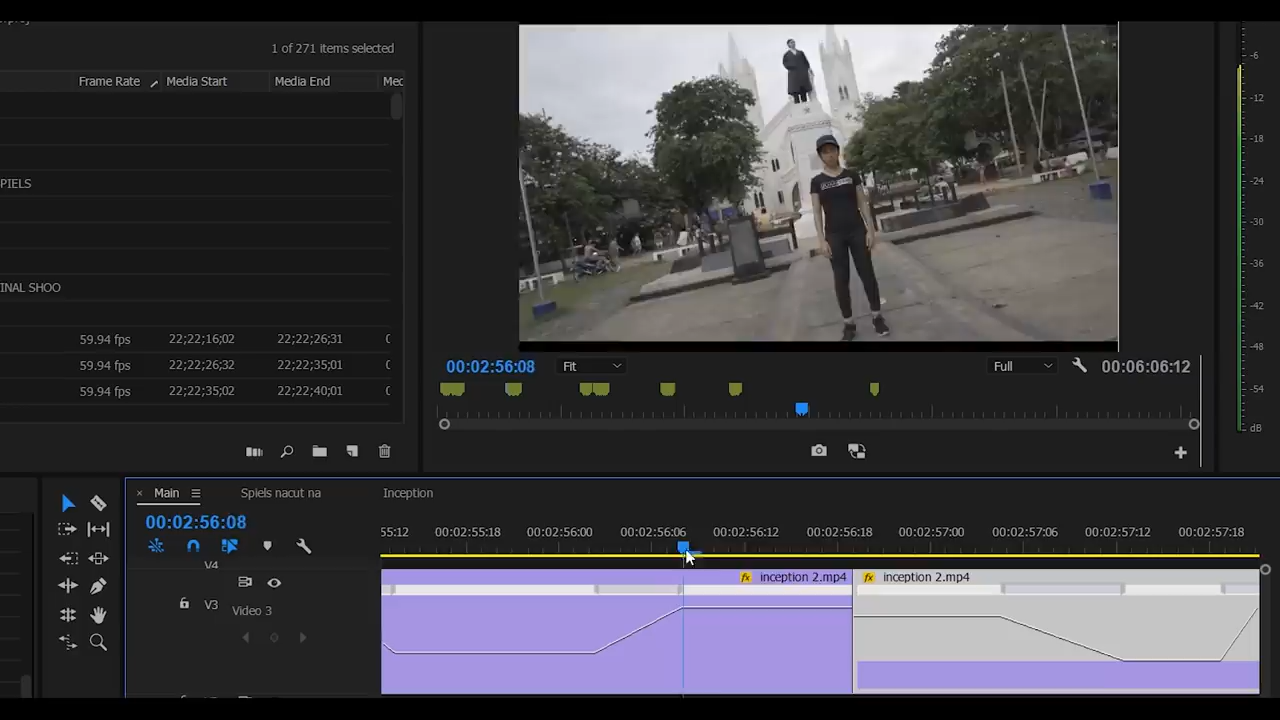 1 of 271 items selected
Frame Rate Media Start Media End Mec
PIELS
INAL SHOO
59.94 fps 22;22;16;02 22;22;26;31
59.94 fps 22;22;26;32 22;22;35;01
59.94 fps 22;22;35;02 22;22;40;01
00:02:56:08 Fit Full 00:06:06:12
-6
-12
-18
-24
-30
-36
-42
-48
-54
dB
× Main Spiels nacut na Inception
00:02:56:08
55:12 00:02:55:18 00:02:56:00 00:02:56:06 00:02:56:12 00:02:56:18 00:02:57:00 00:02:57:06 00:02:57:12 00:02:57:18
V4
fx inception 2.mp4 fx inception 2.mp4
V3 Video 3